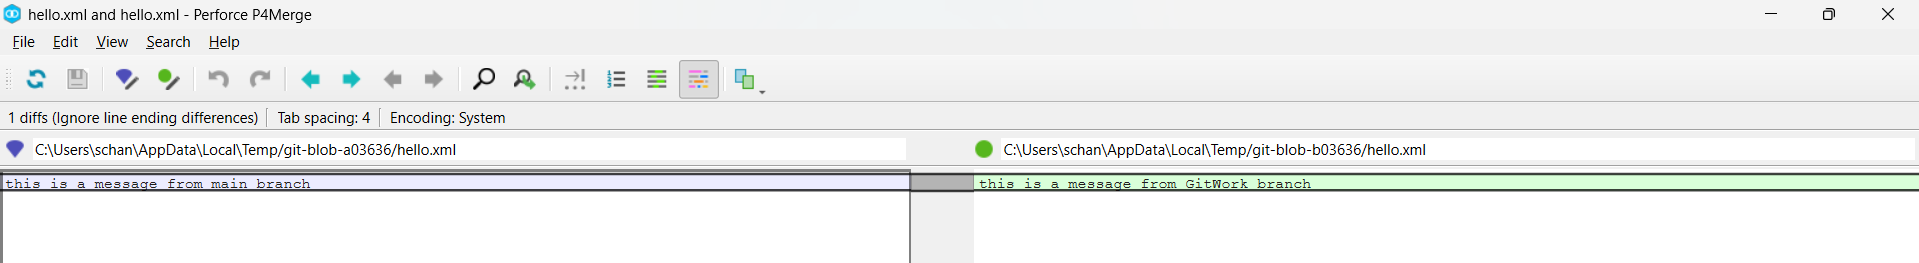 hello.xml and hello.xml - Perforce P4Merge
File Edit View Search Help
1 diffs (Ignore line ending differences) Tab spacing: 4 Encoding: System
C:\Users\schan\AppData\Local\Temp/git-blob-a03636/hello.xml
C:\Users\schan\AppData\Local\Temp/git-blob-b03636/hello.xml
this is a message from main branch
this is a message from GitWork branch